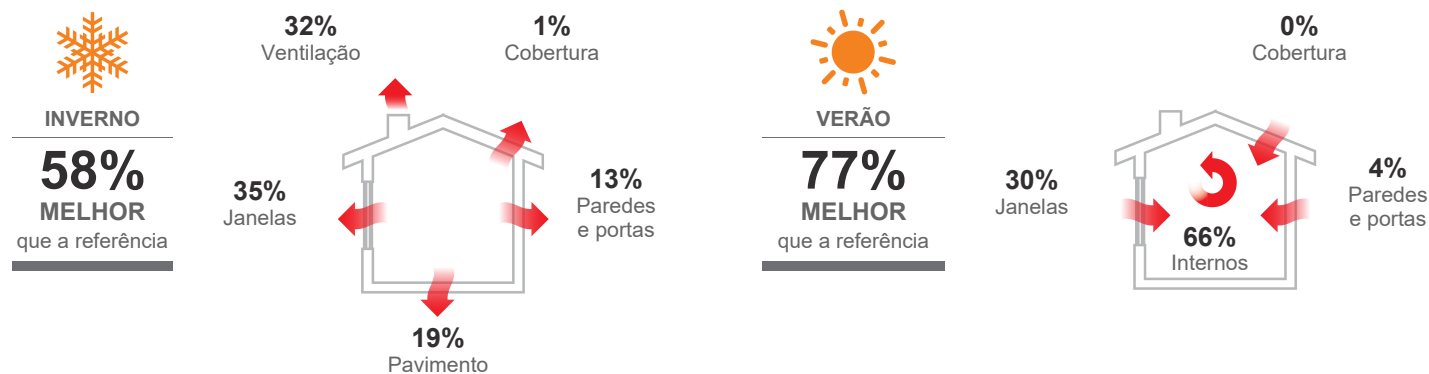 INVERNO
58%
MELHOR
que a referência
32%
Ventilação
1%
Cobertura
35%
Janelas
13%
Paredes
e portas
19%
Pavimento
VERÃO
77%
MELHOR
que a referência
0%
Cobertura
30%
Janelas
4%
Paredes
e portas
66%
Internos